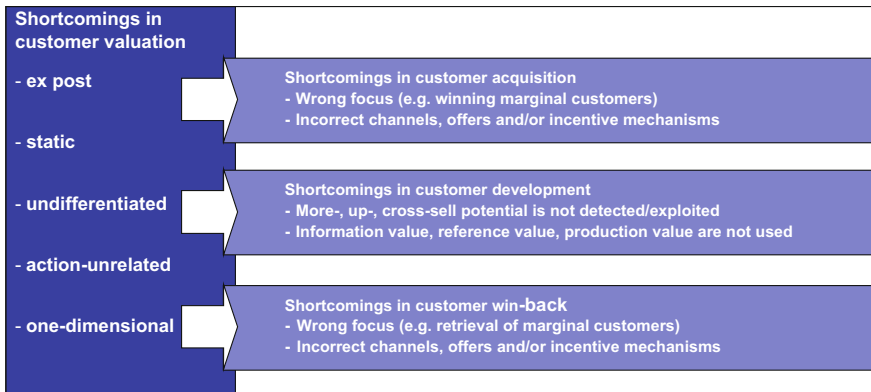 Shortcomings in
customer valuation
- ex post
- static
- undifferentiated
- action-unrelated
- one-dimensional
Shortcomings in customer acquisition
- Wrong focus (e.g. winning marginal customers)
- Incorrect channels, offers and/or incentive mechanisms
Shortcomings in customer development
- More-, up-, cross-sell potential is not detected/exploited
- Information value, reference value, production value are not used
Shortcomings in customer win-back
- Wrong focus (e.g. retrieval of marginal customers)
- Incorrect channels, offers and/or incentive mechanisms